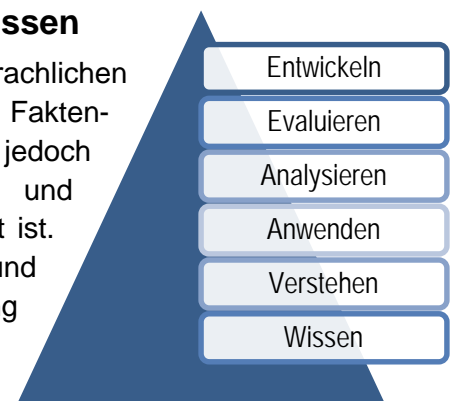 ssen
rachlichen
Fakten-
jedoch
und
t ist.
und
g
Entwickeln
Evaluieren
Analysieren
Anwenden
Verstehen
Wissen